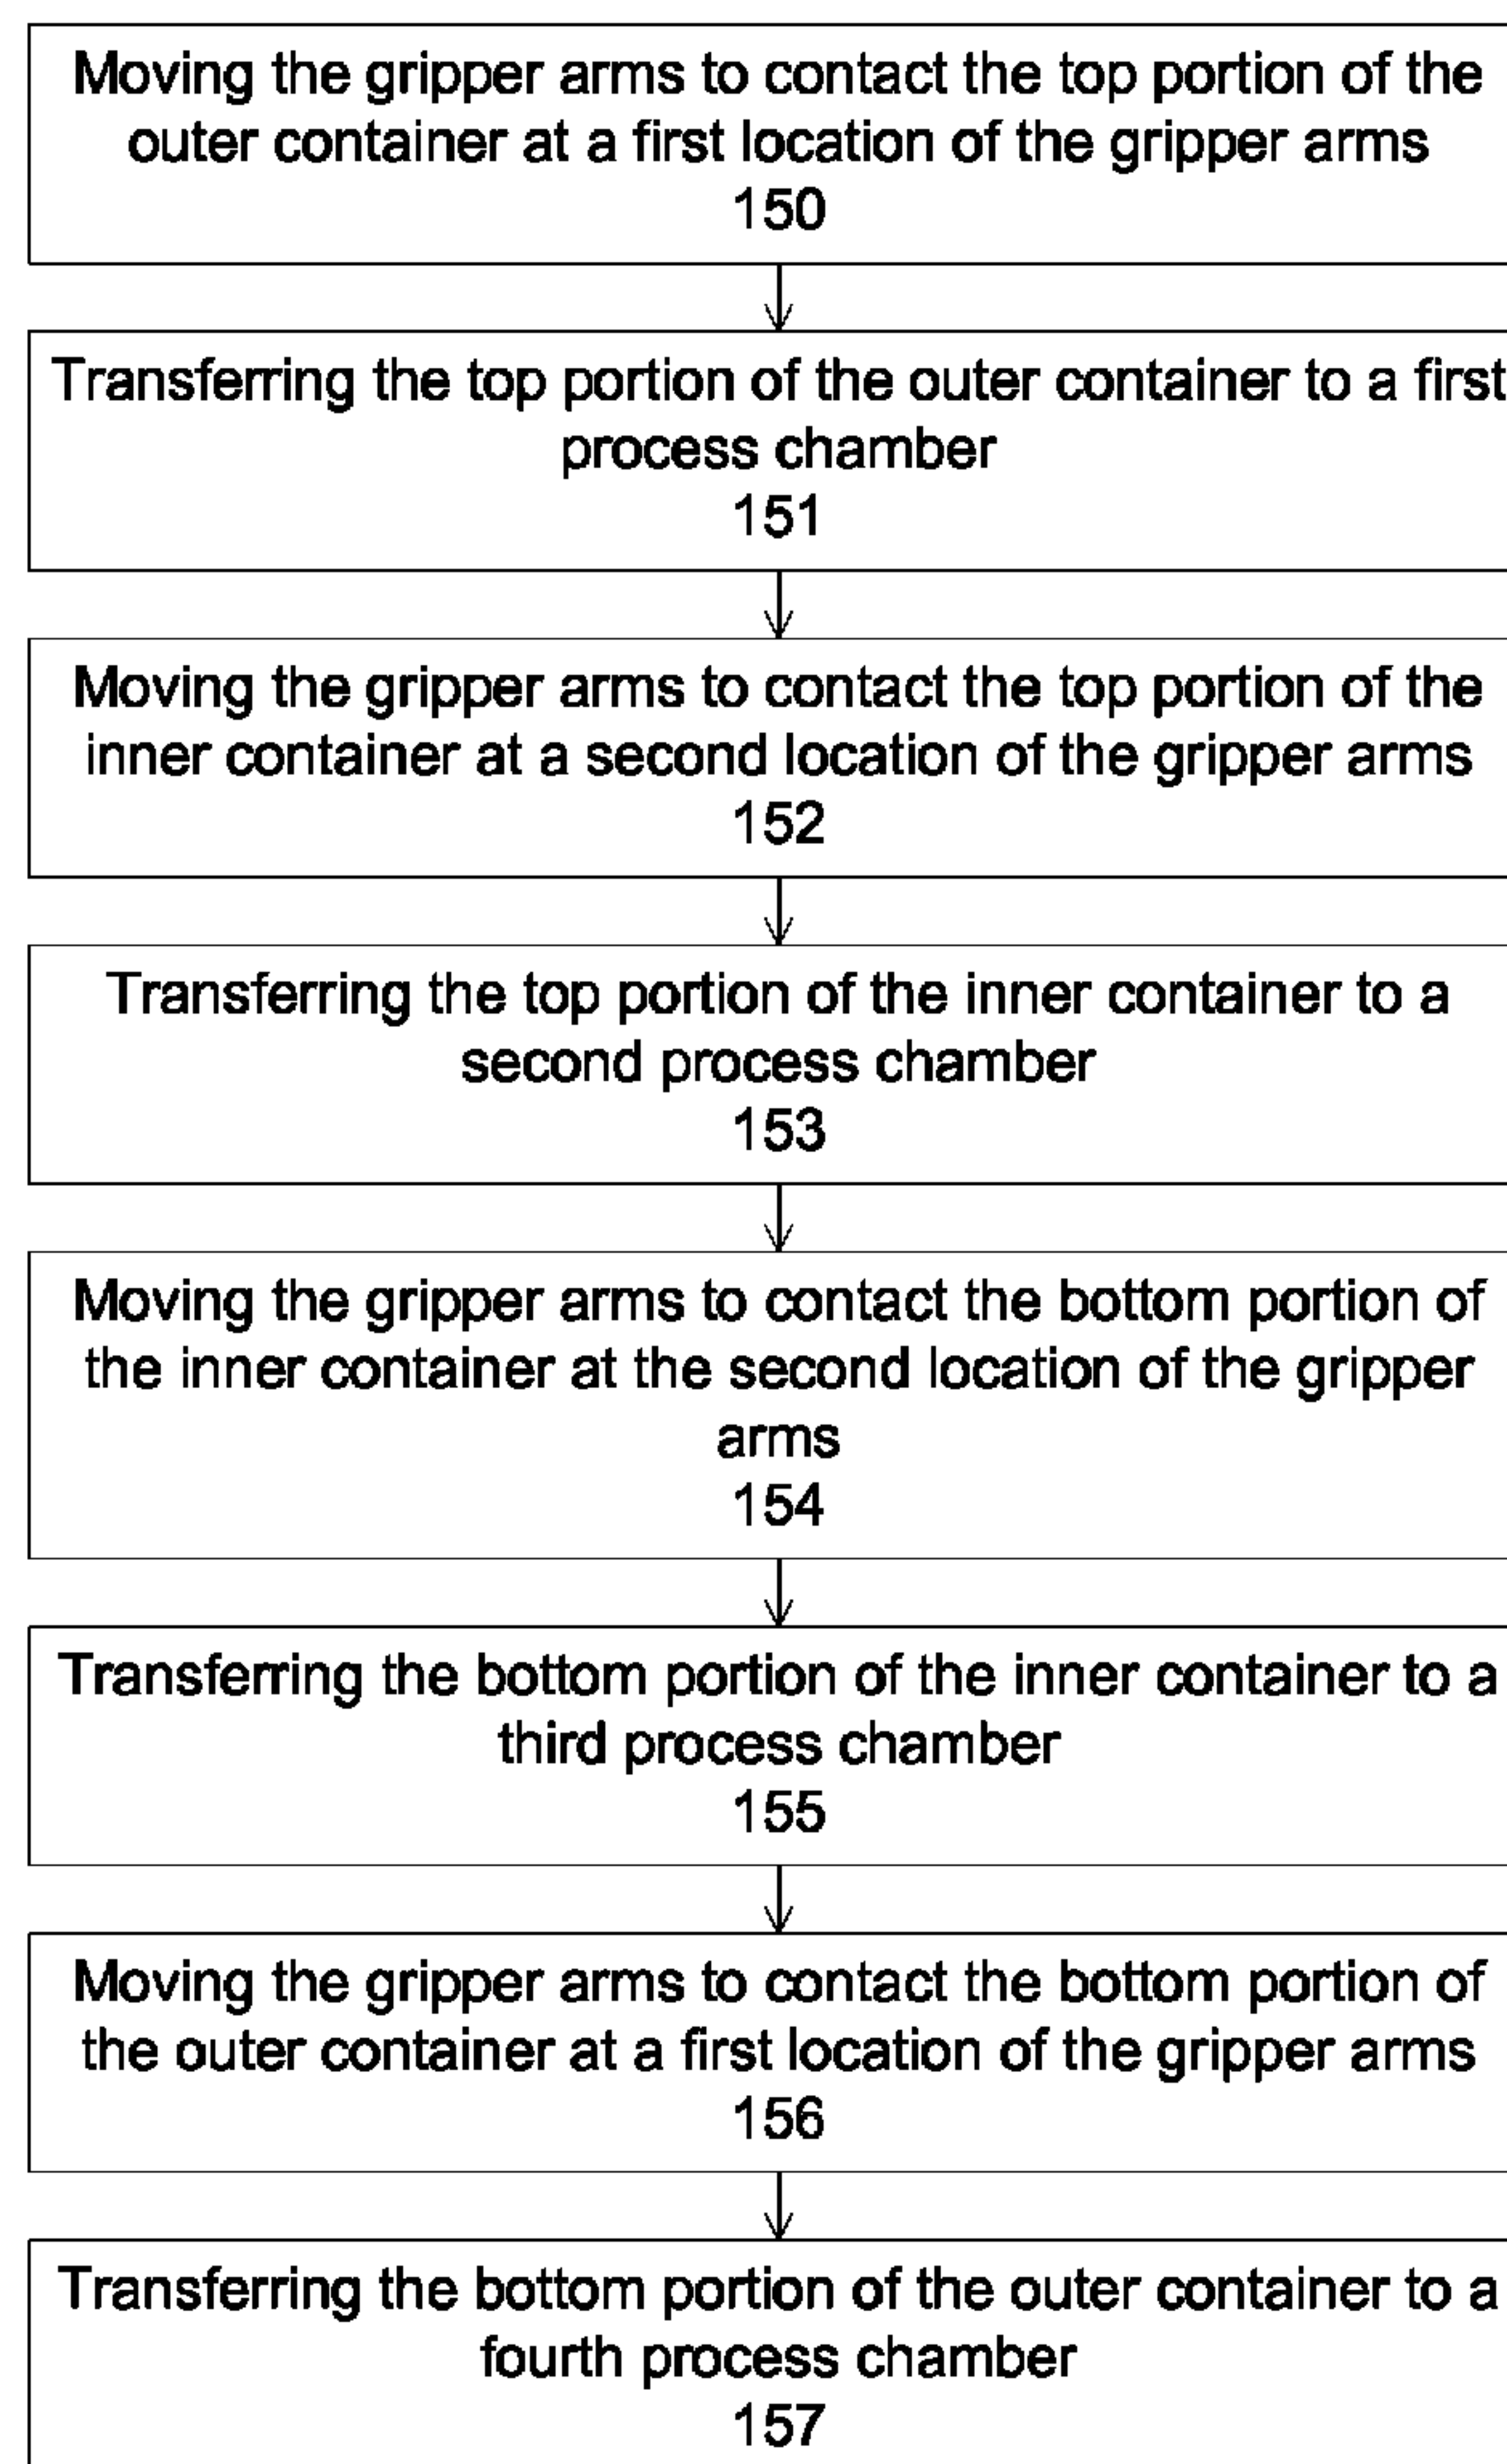 Moving the gripper arms to contact the top portion of the
outer container at a first location of the gripper arms
150
Transferring the top portion of the outer container to a first
process chamber
151
Moving the gripper arms to contact the top portion of the
inner container at a second location of the gripper arms
152
Transferring the top portion of the inner container to a
second process chamber
153
Moving the gripper arms to contact the bottom portion of
the inner container at the second location of the gripper
arms
154
Transferring the bottom portion of the inner container to a
third process chamber
155
Moving the gripper arms to contact the bottom portion of
the outer container at a first location of the gripper arms
156
Transferring the bottom portion of the outer container to a
fourth process chamber
157